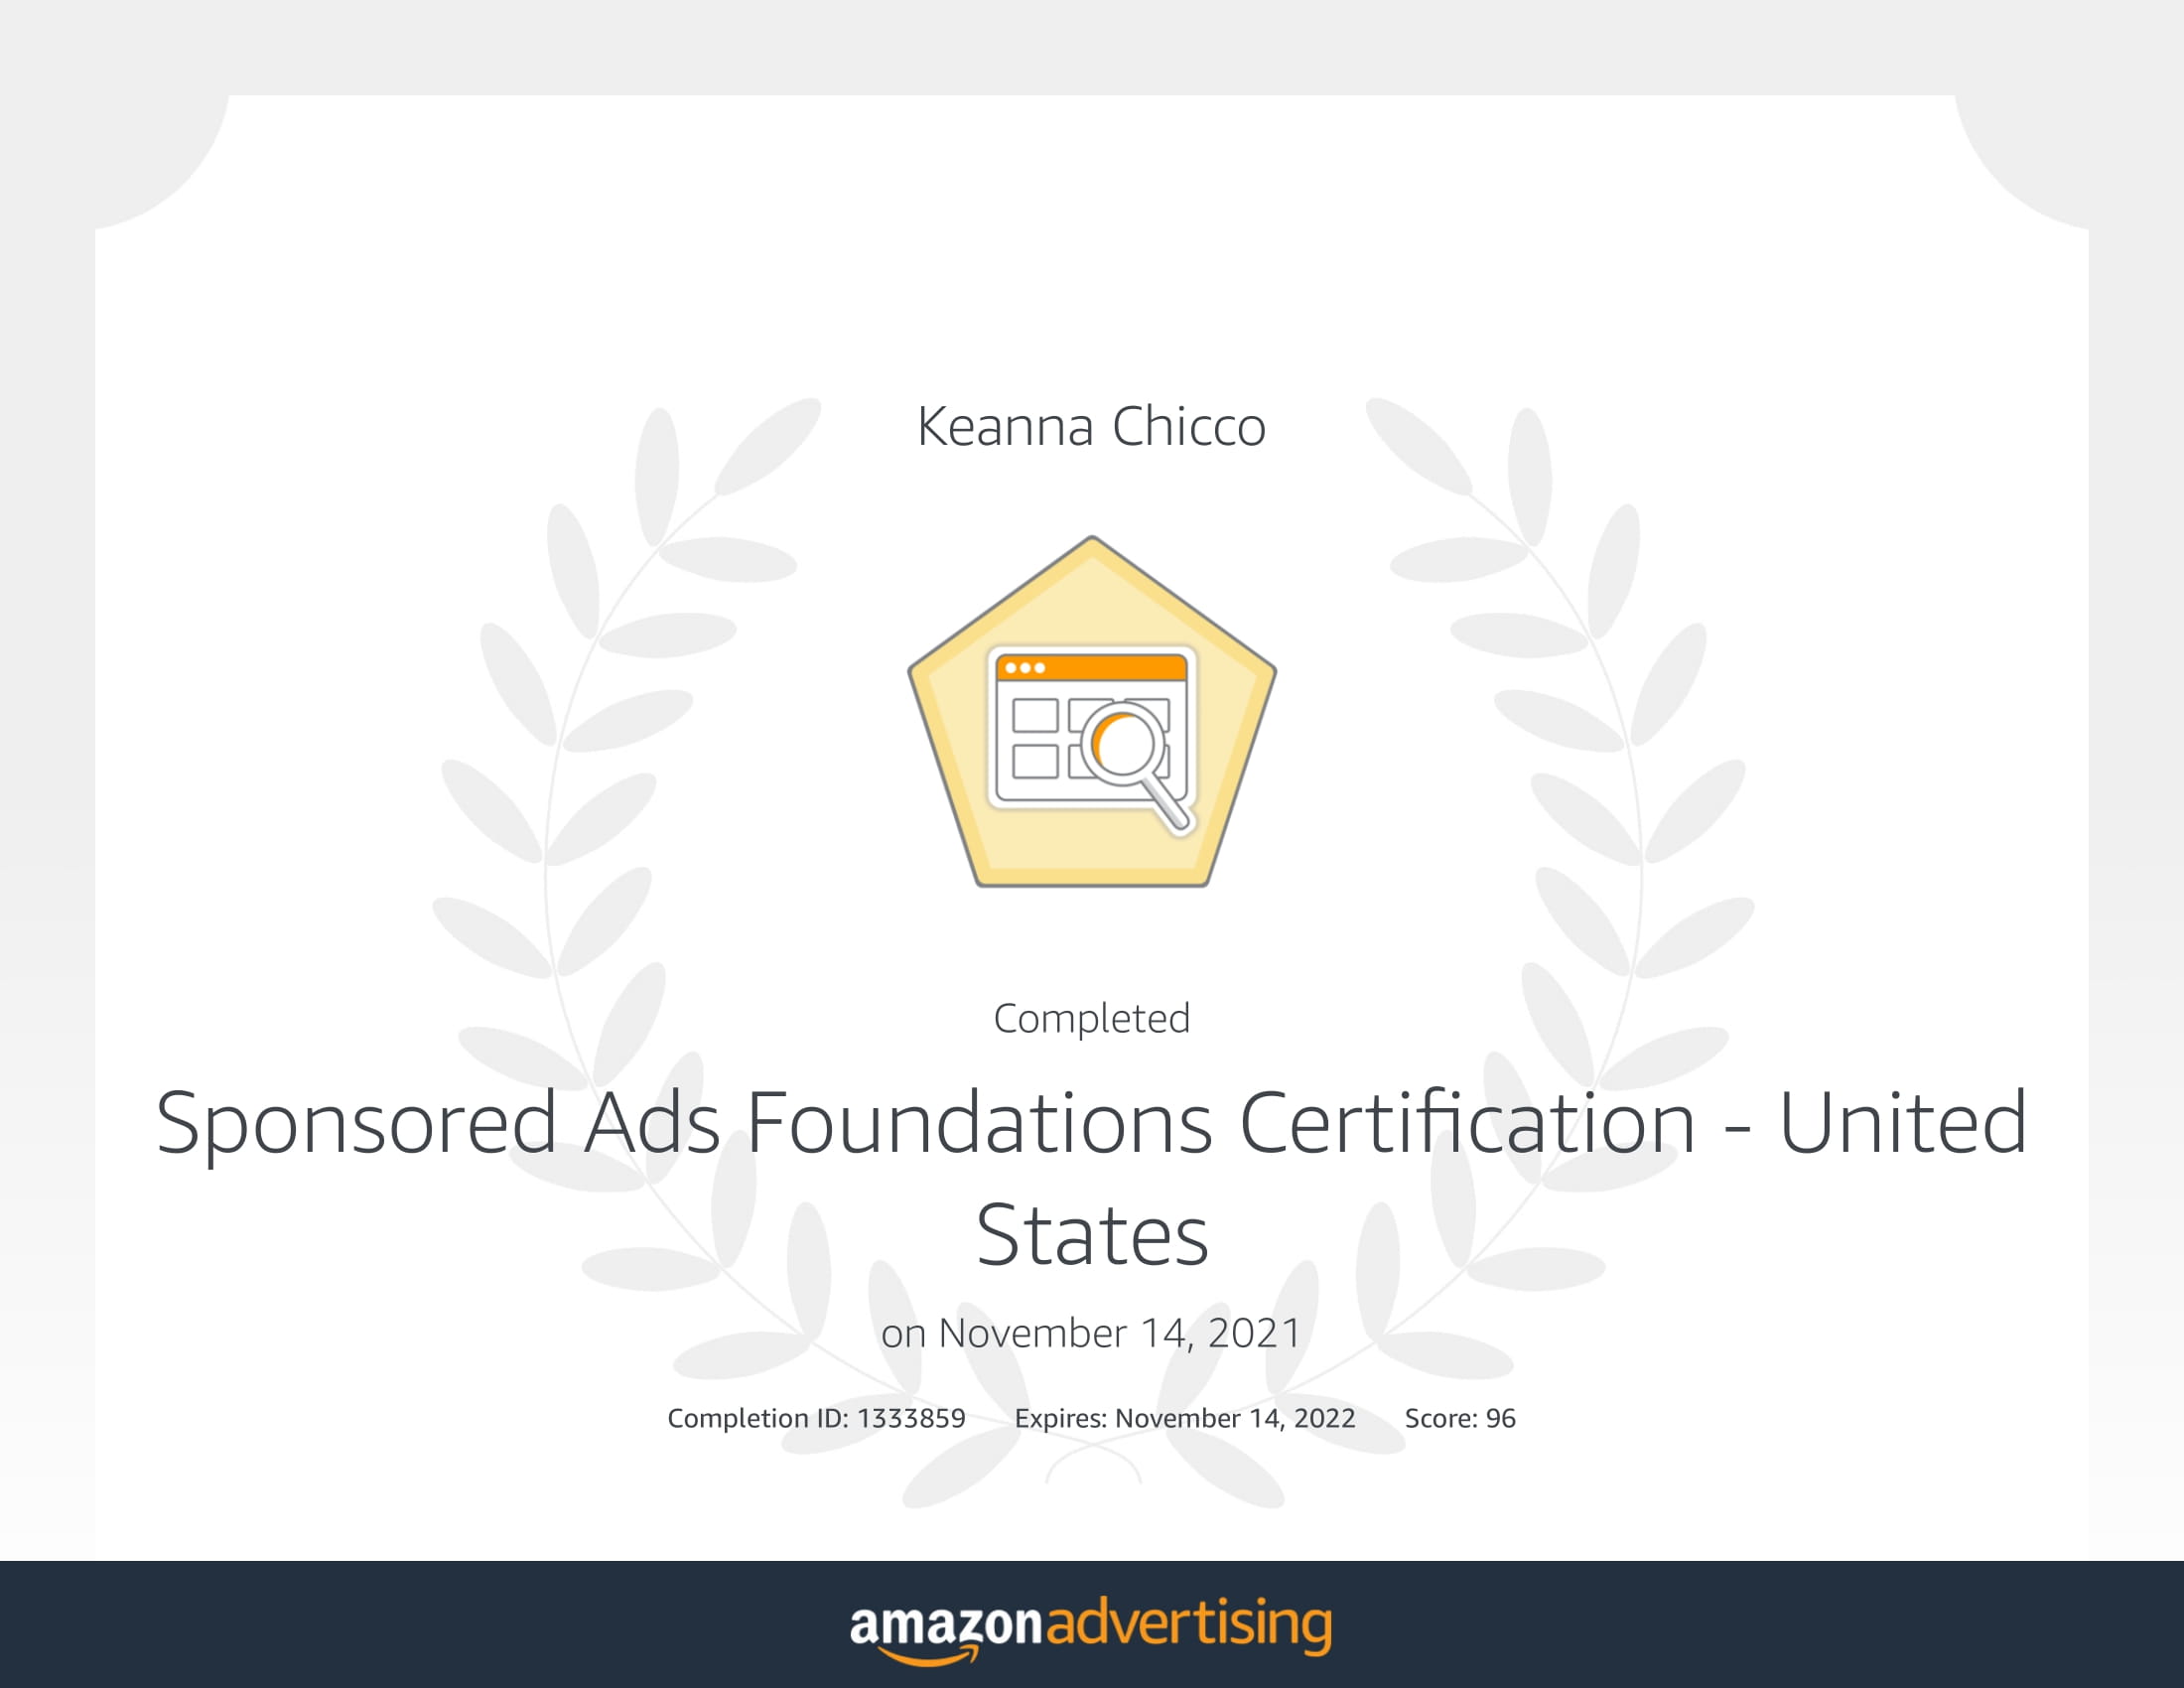 Keanna Chicco
Completed
Sponsored Ads Foundations Certification - United
States
on November 14, 2021
Completion ID: 1333859 Expires: November 14, 2022 Score: 96
amazonadvertising